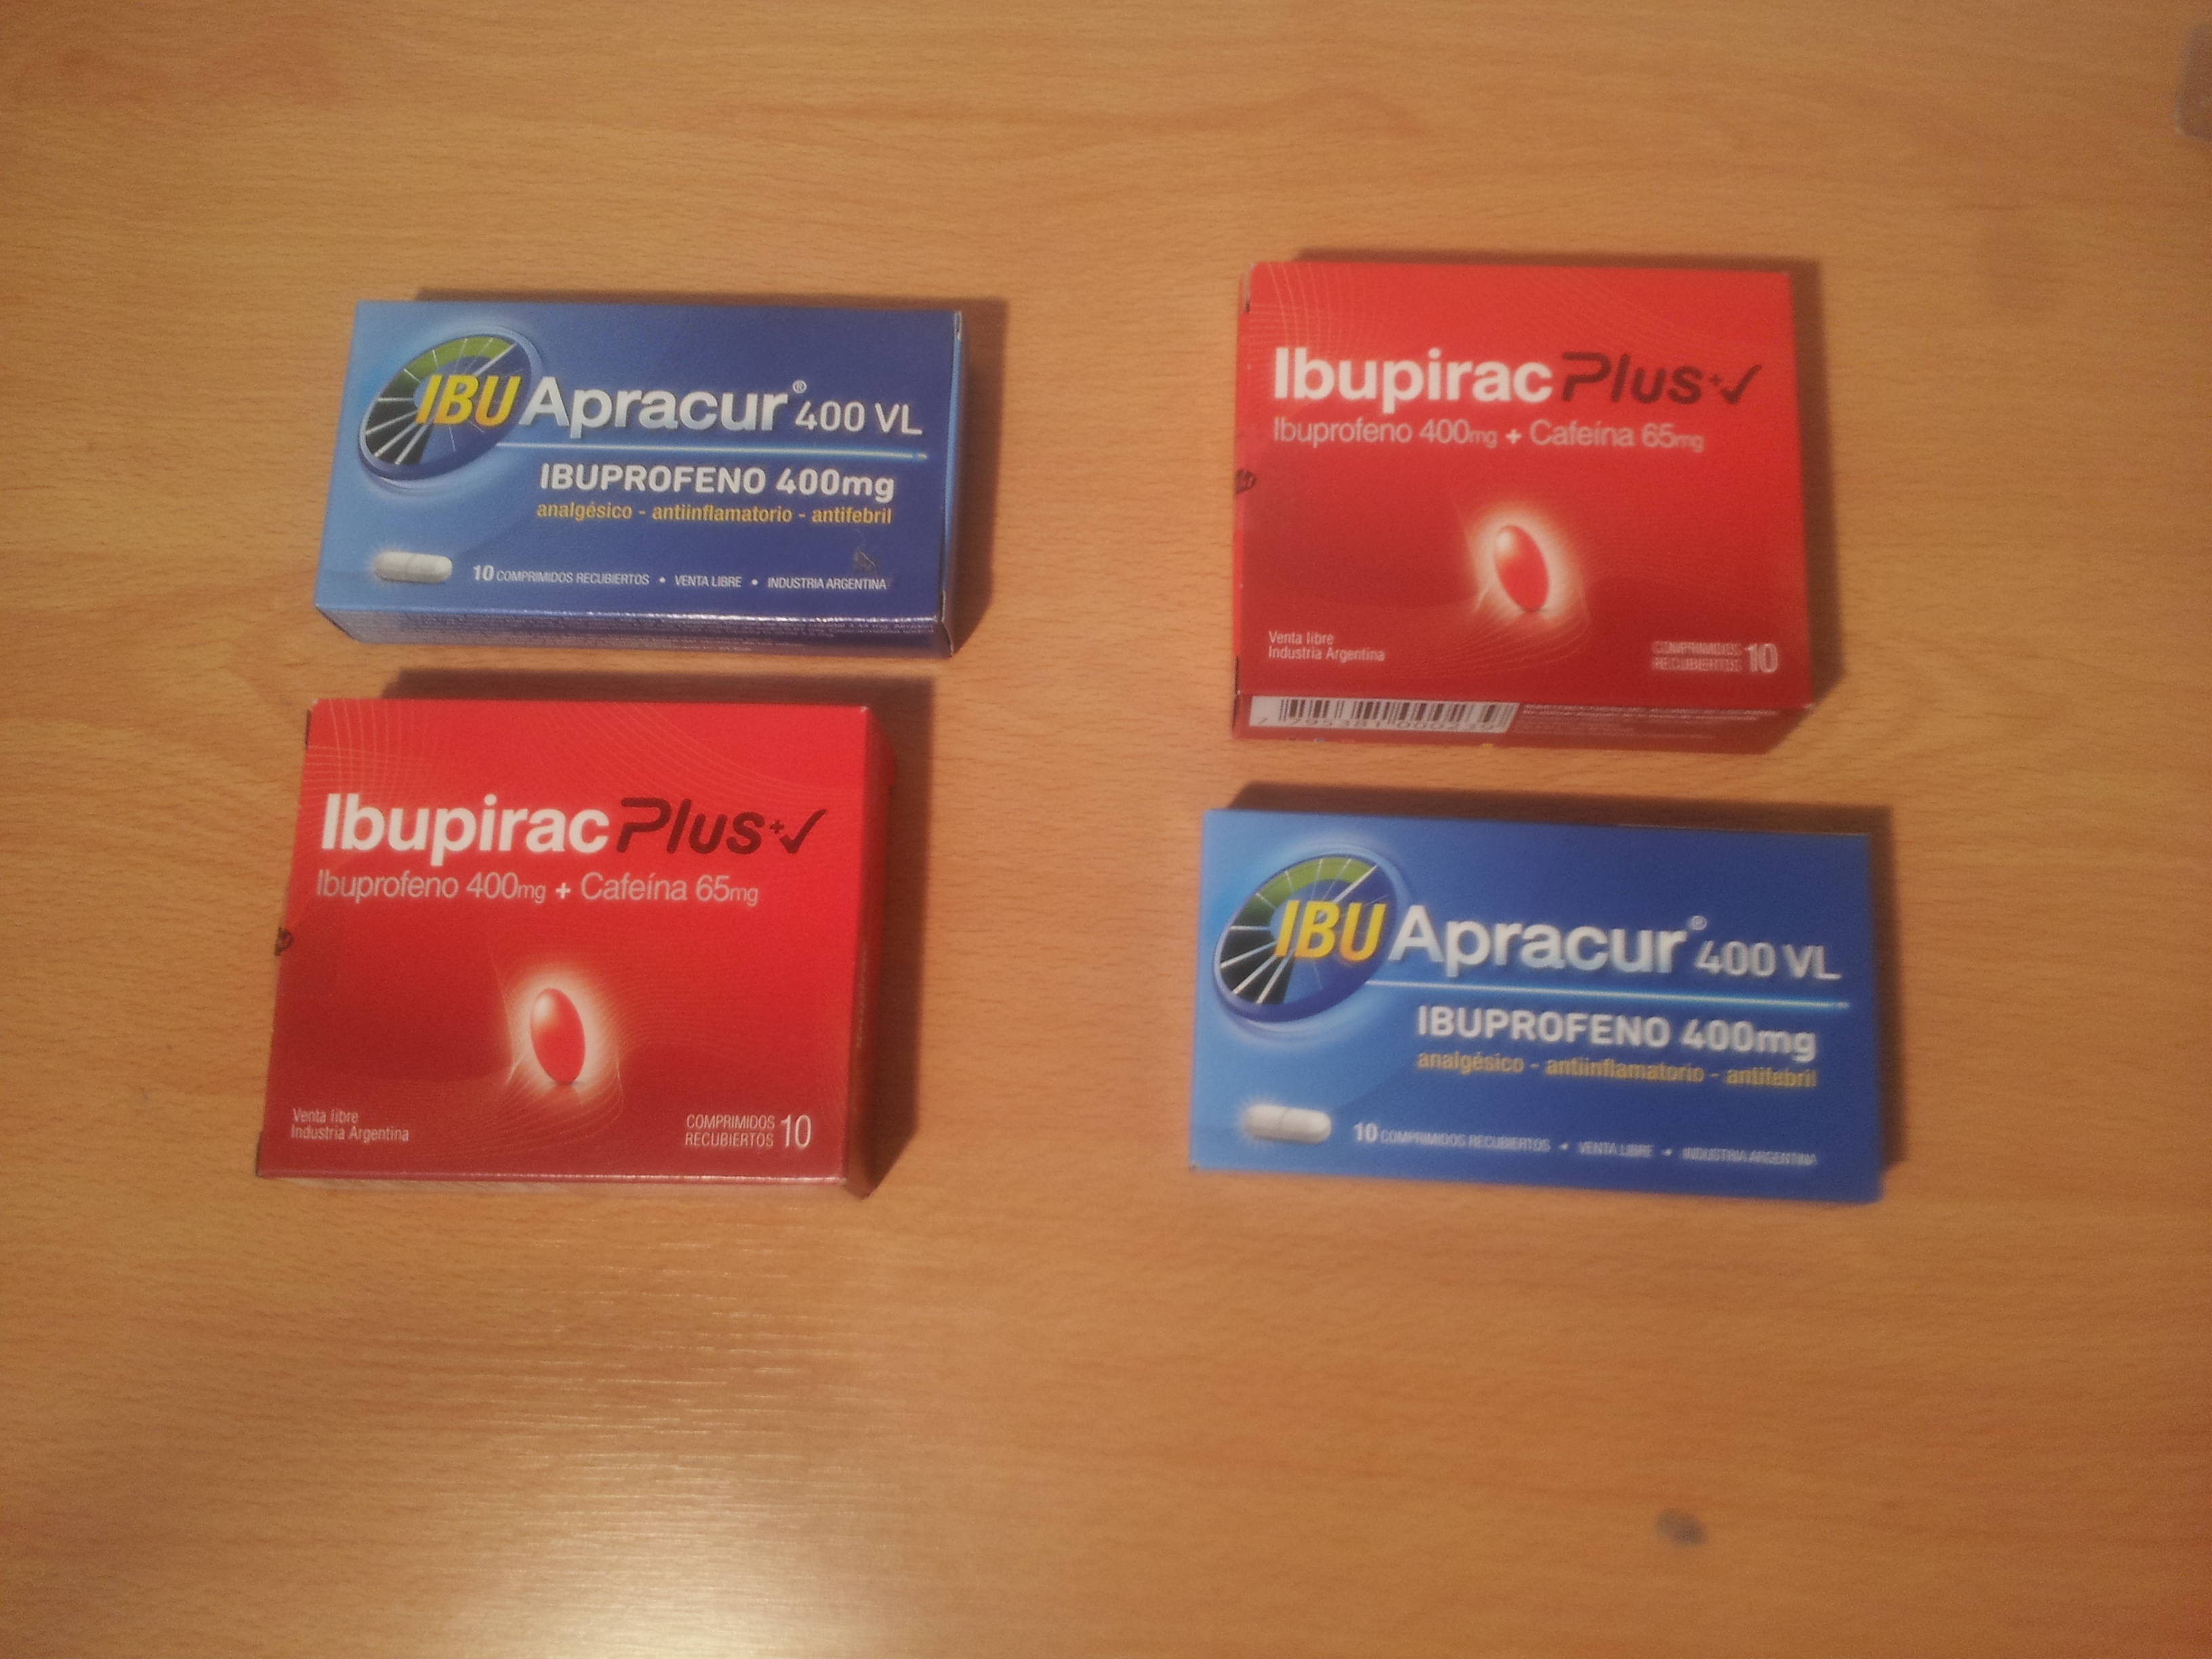 IBU Apracur® 400 VL
IBUPROFENO 400mg
analgésico - antiinflamatorio - antifebril
10 COMPRIMIDOS RECUBIERTOS • VENTA LIBRE • INDUSTRIA ARGENTINA
Ibupirac Plus+✓
Ibuprofeno 400mg + Cafeína 65mg
Venta libre
Industria Argentina
COMPRIMIDOS
RECUBIERTOS 10
Ibupirac Plus+✓
Ibuprofeno 400mg + Cafeína 65mg
Venta libre
Industria Argentina
COMPRIMIDOS
RECUBIERTOS 10
IBU Apracur® 400 VL
IBUPROFENO 400mg
analgésico - antiinflamatorio - antifebril
10 COMPRIMIDOS RECUBIERTOS • VENTA LIBRE • INDUSTRIA ARGENTINA